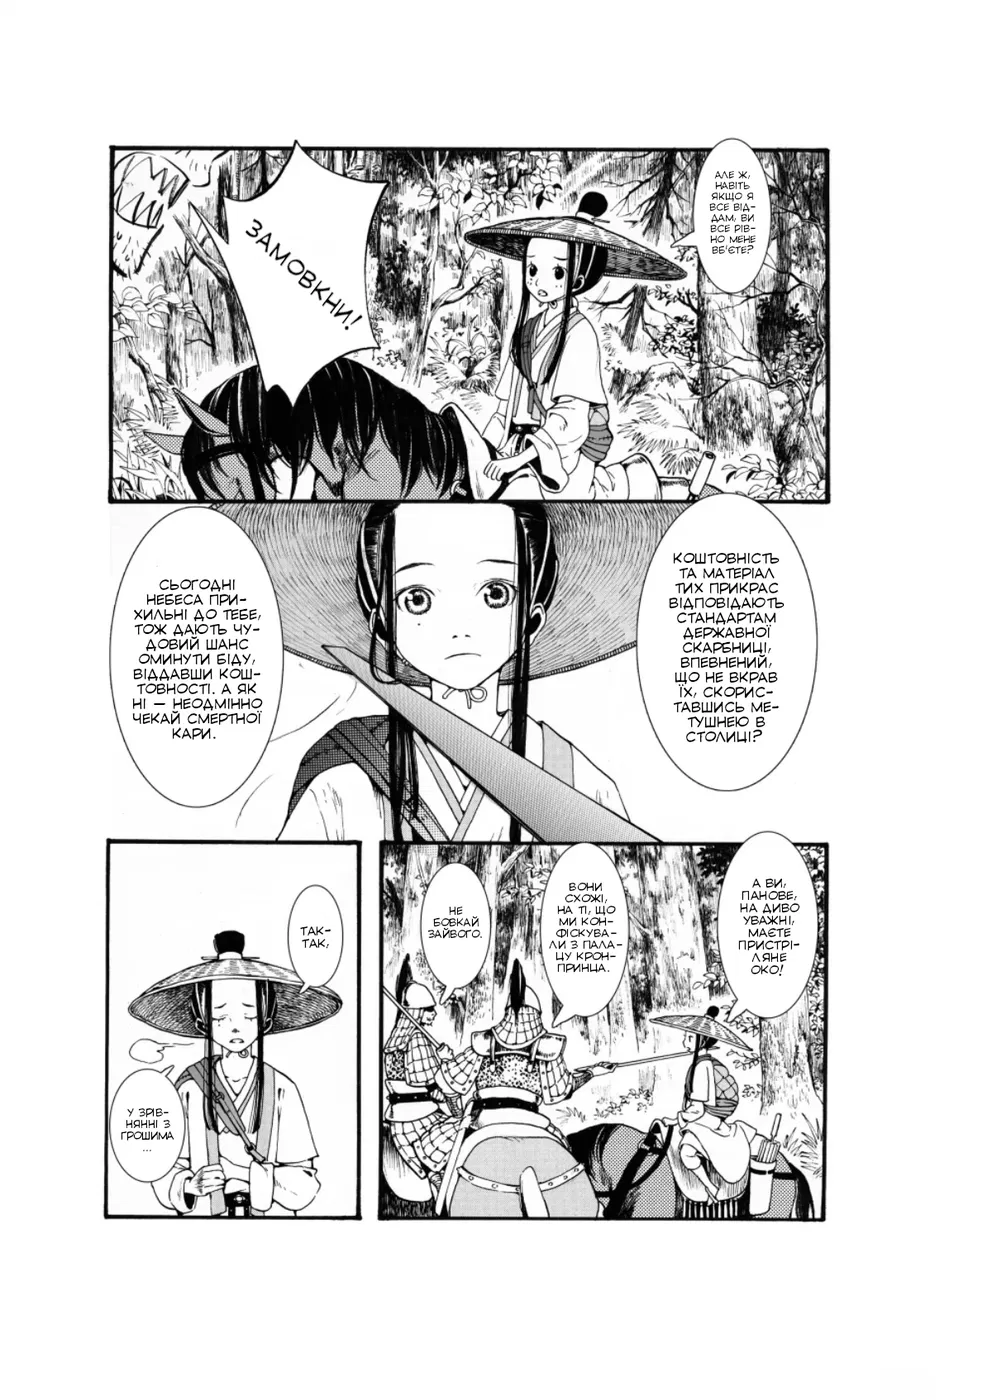 АЛЕ Ж,
НАВІТЬ
ЯКЩО Я
ВСЕ ВІД-
ДАМ, ВИ
ВСЕ РІВ-
НО МЕНЕ
ВБ'ЄТЕ?
ЗАМОВКНИ!
КОШТОВНІСТЬ
ТА МАТЕРІАЛ
ТИХ ПРИКРАС
ВІДПОВІДАЮТЬ
СТАНДАРТАМ
ДЕРЖАВНОЇ
СКАРБНИЦІ,
ВПЕВНЕНИЙ,
ЩО НЕ ВКРАВ
ЇХ, СКОРИС-
ТАВШИСЬ МЕ-
ТУШНЕЮ В
СТОЛИЦІ?
СЬОГОДНІ
НЕБЕСА ПРИ-
ХИЛЬНІ ДО ТЕБЕ,
ТОЖ ДАЮТЬ ЧУ-
ДОВИЙ ШАНС
ОМИНУТИ БІДУ,
ВІДДАВШИ КОШ-
ТОВНОСТІ. А ЯК
НІ – НЕОДМІННО
ЧЕКАЙ СМЕРТНОЇ
КАРИ.
А ВИ,
ПАНОВЕ,
НА ДИВО
УВАЖНІ,
МАЄТЕ
ПРИСТРІ-
ЛЯНЕ
ОКО!
ВОНИ
СХОЖІ,
НА ТІ, ЩО
МИ КОН-
ФІСКУВА-
ЛИ З ПАЛА-
ЦУ КРОН-
ПРИНЦА.
НЕ
БОВКАЙ
ЗАЙВОГО.
ТАК-
ТАК,
У ЗРІВ-
НЯННІ З
ГРОШИМА
...